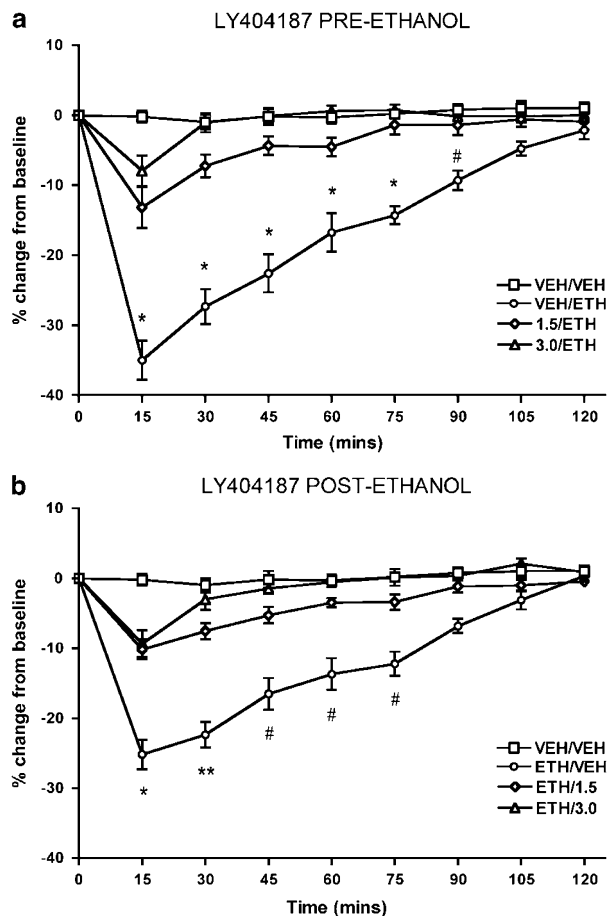 a
LY404187 PRE-ETHANOL
10
0
-10
-20
-30
-40
% change from baseline
*
*
*
*
*
#
VEH/VEH
VEH/ETH
1.5/ETH
3.0/ETH
0 15 30 45 60 75 90 105 120
Time (mins)
b
LY404187 POST-ETHANOL
10
0
-10
-20
-30
-40
% change from baseline
*
**
#
#
#
VEH/VEH
ETH/VEH
ETH/1.5
ETH/3.0
0 15 30 45 60 75 90 105 120
Time (mins)